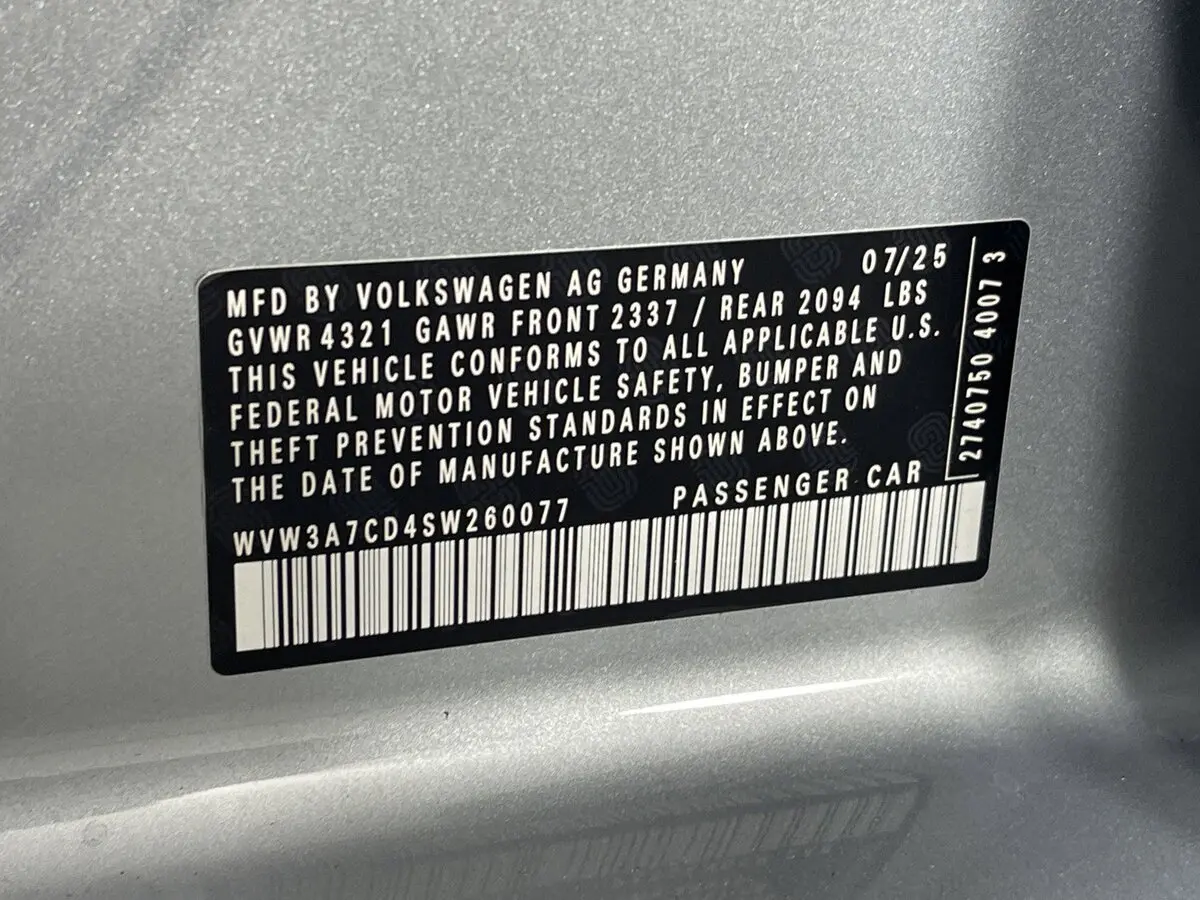 MFD BY VOLKSWAGEN AG GERMANY 07/25
GVWR 4321 GAWR FRONT 2337 / REAR 2094 LBS
THIS VEHICLE CONFORMS TO ALL APPLICABLE U.S.
FEDERAL MOTOR VEHICLE SAFETY, BUMPER AND
THEFT PREVENTION STANDARDS IN EFFECT ON
THE DATE OF MANUFACTURE SHOWN ABOVE.
WVW3A7CD4SW260077 PASSENGER CAR
2740750 4007 3